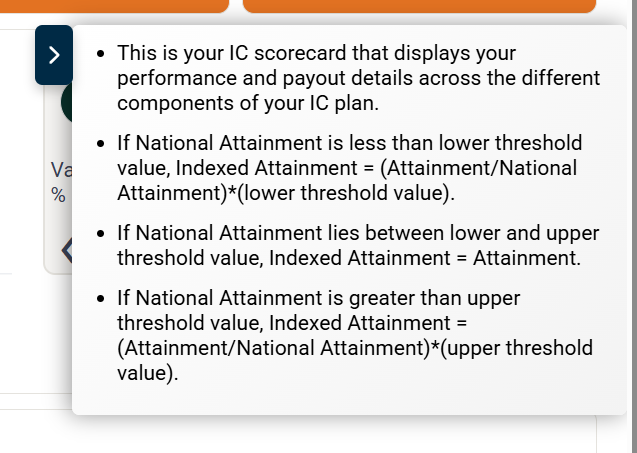 • This is your IC scorecard that displays your
performance and payout details across the different
components of your IC plan.
• If National Attainment is less than lower threshold
value, Indexed Attainment = (Attainment/National
Attainment)*(lower threshold value).
• If National Attainment lies between lower and upper
threshold value, Indexed Attainment = Attainment.
• If National Attainment is greater than upper
threshold value, Indexed Attainment =
(Attainment/National Attainment)*(upper threshold
value).
%